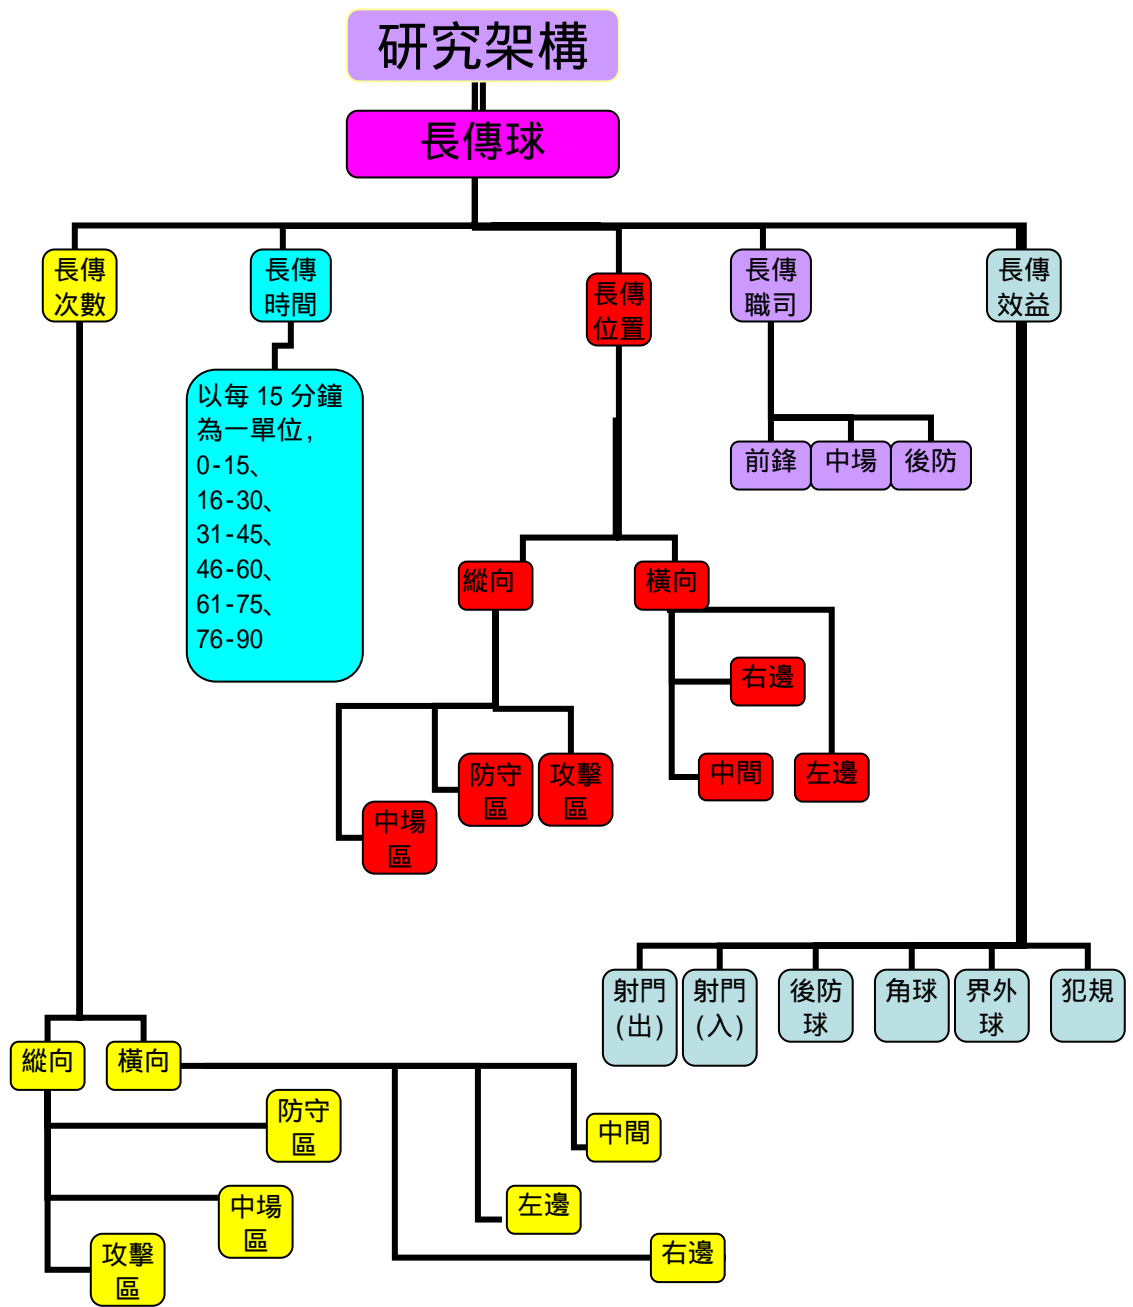 研究架構
長傳球
長傳
次數
長傳
時間
長傳
位置
長傳
職司
長傳
效益
以每 15 分鐘
為一單位,
0-15、
16-30、
31-45、
46-60、
61-75、
76-90
前鋒
中場
後防
縱向
橫向
右邊
中間
左邊
防守
區
攻擊
區
中場
區
射門
(出)
射門
(入)
後防
球
角球
界外
球
犯規
縱向
橫向
防守
區
中場
區
攻擊
區
中間
左邊
右邊